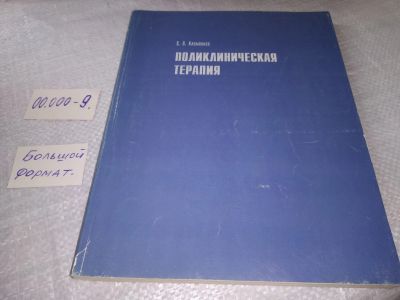 ПОЛИКЛИНИЧЕСКАЯ
ТЕРАПИЯ
00.000-9.
Большой
формат.